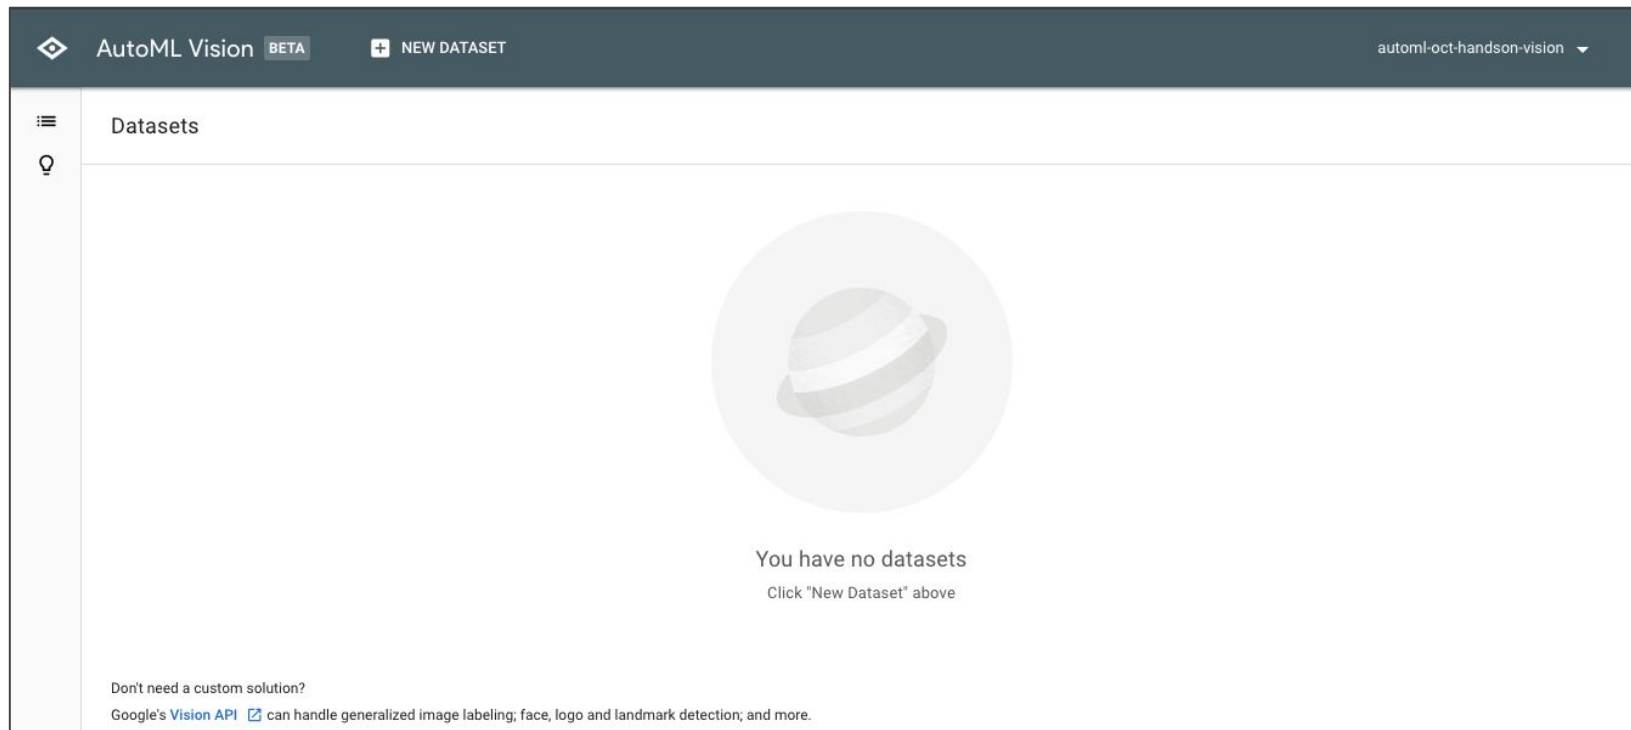 AutoML Vision BETA NEW DATASET automl-oct-handson-vision
Datasets
You have no datasets
Click "New Dataset" above
Don't need a custom solution?
Google's Vision API can handle generalized image labeling; face, logo and landmark detection; and more.